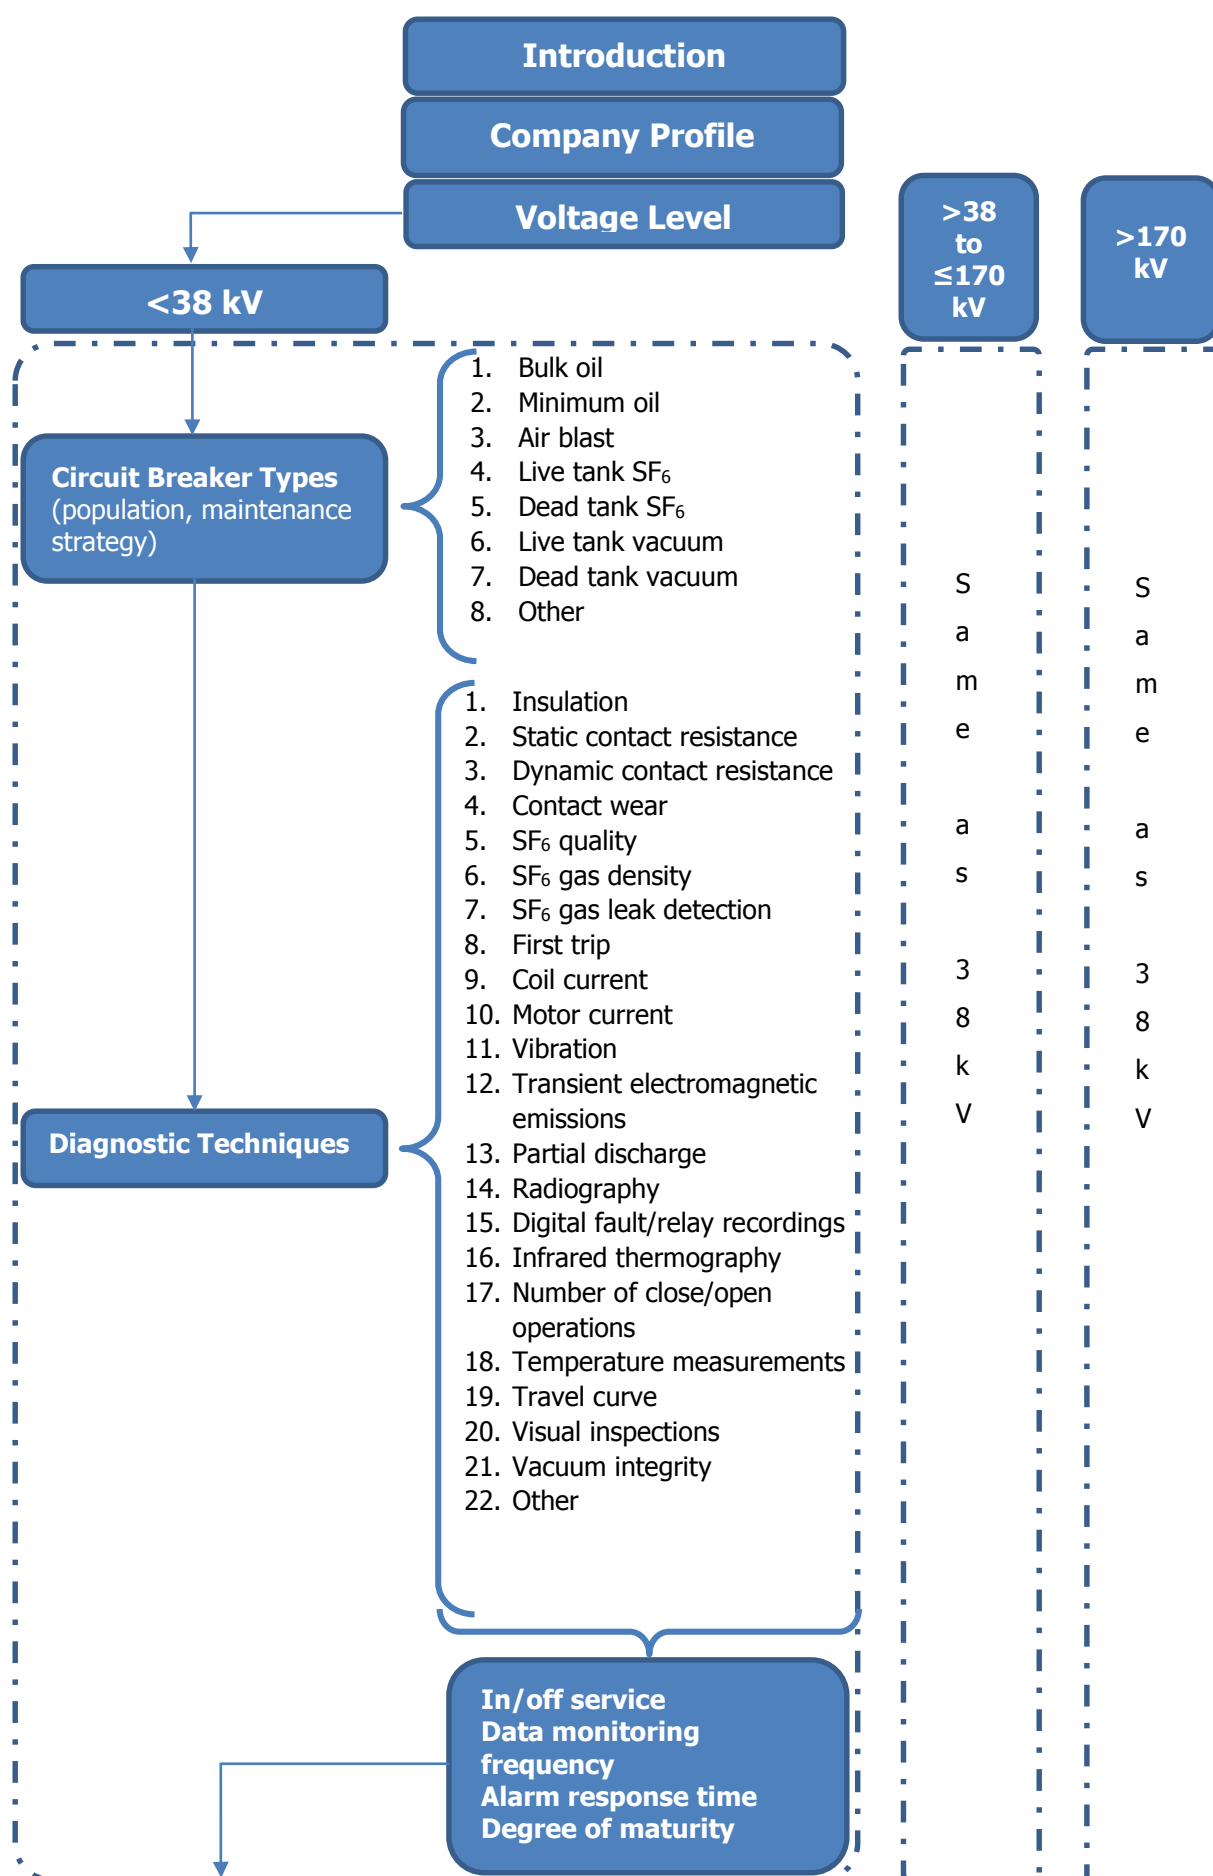 Introduction
Company Profile
Voltage Level
<38 kV
>38
to
≤170
kV
>170
kV
Circuit Breaker Types
(population, maintenance
strategy)
1. Bulk oil
2. Minimum oil
3. Air blast
4. Live tank SF₆
5. Dead tank SF₆
6. Live tank vacuum
7. Dead tank vacuum
8. Other
Diagnostic Techniques
1. Insulation
2. Static contact resistance
3. Dynamic contact resistance
4. Contact wear
5. SF₆ quality
6. SF₆ gas density
7. SF₆ gas leak detection
8. First trip
9. Coil current
10. Motor current
11. Vibration
12. Transient electromagnetic
emissions
13. Partial discharge
14. Radiography
15. Digital fault/relay recordings
16. Infrared thermography
17. Number of close/open
operations
18. Temperature measurements
19. Travel curve
20. Visual inspections
21. Vacuum integrity
22. Other
In/off service
Data monitoring
frequency
Alarm response time
Degree of maturity
Same as 38kV
Same as 38kV